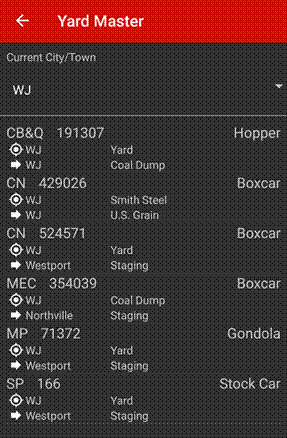 Yard Master
Current City/Town
WJ
CB&Q 191307 Hopper
WJ Yard
WJ Coal Dump
CN 429026 Boxcar
WJ Smith Steel
WJ U.S. Grain
CN 524571 Boxcar
WJ Yard
Westport Staging
MEC 354039 Boxcar
WJ Coal Dump
Northville Staging
MP 71372 Gondola
WJ Yard
Westport Staging
SP 166 Stock Car
WJ Yard
Westport Staging